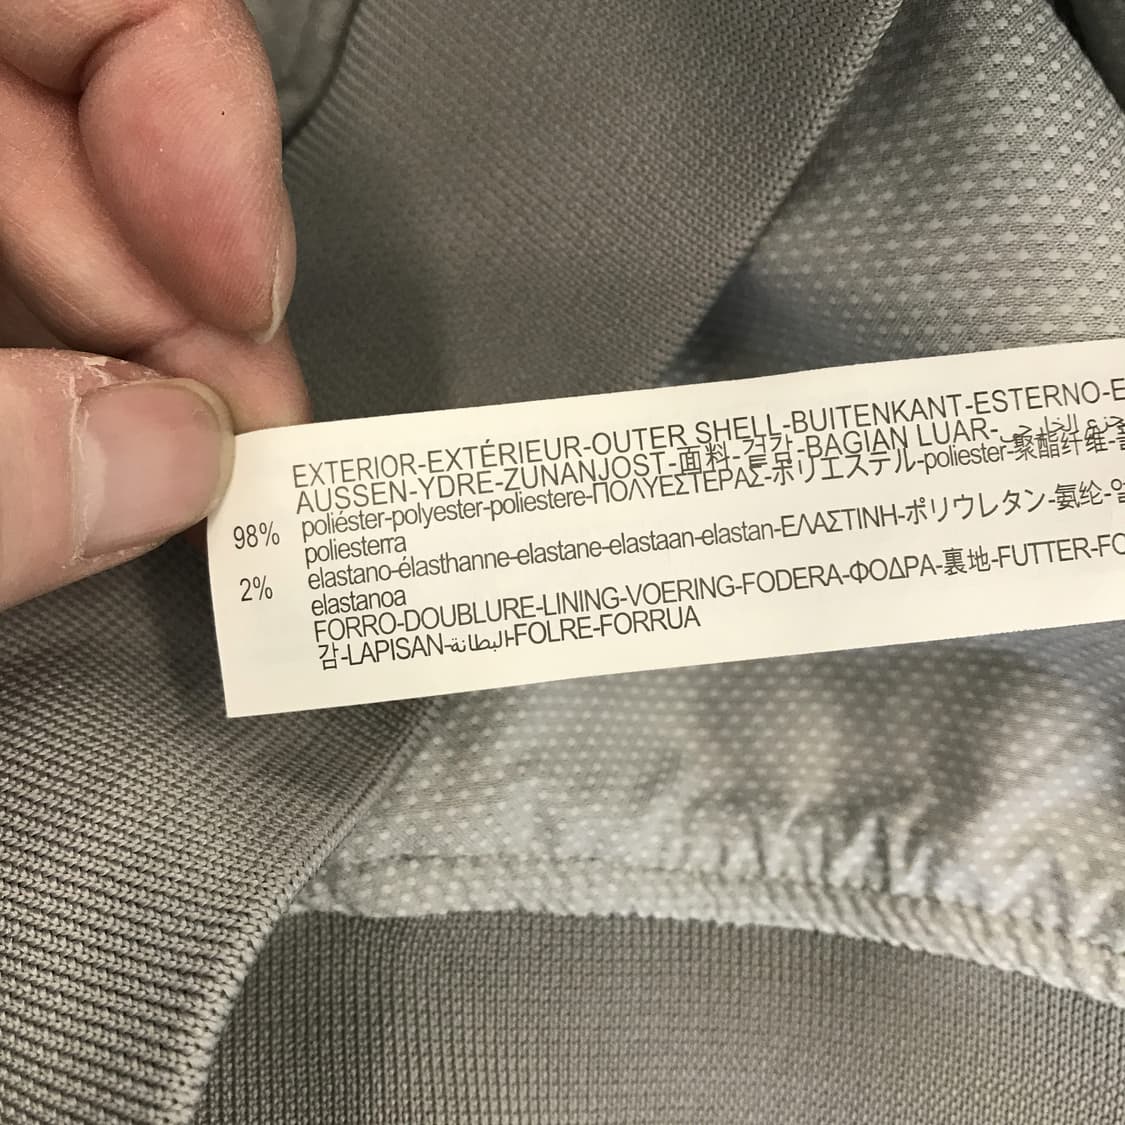 EXTERIOR-EXTÉRIEUR-OUTER SHELL-BUITENKANT-ESTERNO-E
AUSSEN-YDRE-ZUNANJOST-面料-겉감-BAGIAN LUAR-
98% poliéster-polyester-poliestere-ΠΟΛΥΕΣΤΕΡΑΣ-ポリエステル-poliester-聚酯纤维-
poliesterra
2% elastano-élasthanne-elastane-elastaan-elastan-ΕΛΑΣΤΙΝΗ-ポリウレタン-氨纶-
elastanoa
FORRO-DOUBLURE-LINING-VOERING-FODERA-ΦΟΔΡΑ-裏地-FUTTER-FO
감-LAPISAN-البطانة-FOLRE-FORRUA